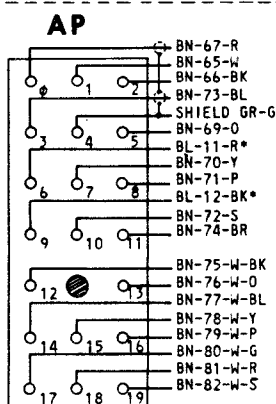 AP
BN-67-R
BN-65-W
BN-66-BK
0 1 2
BN-73-BL
SHIELD GR-G
BN-69-O
3 4 5
BL-11-R*
BN-70-Y
BN-71-P
6 7 8
BL-12-BK*
BN-72-S
BN-74-BR
9 10 11
BN-75-W-BK
BN-76-W-O
12 13
BN-77-W-BL
BN-78-W-Y
BN-79-W-P
14 15 16
BN-80-W-G
BN-81-W-R
BN-82-W-S
17 18 19